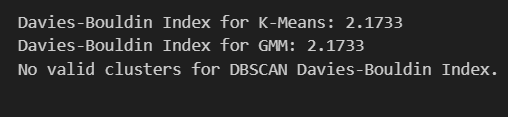 Davies-Bouldin Index for K-Means: 2.1733
Davies-Bouldin Index for GMM: 2.1733
No valid clusters for DBSCAN Davies-Bouldin Index.